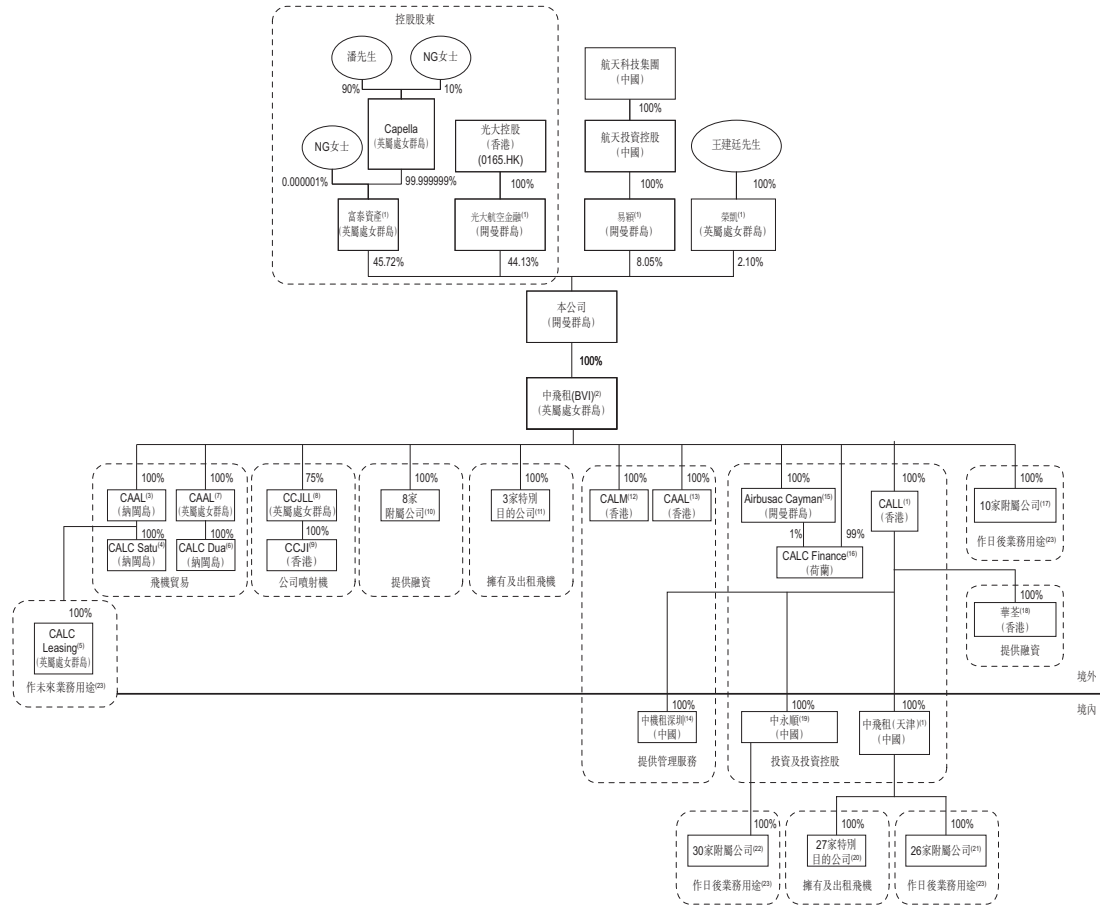 控股股東
潘先生
NG女士
90%
10%
航天科技集團
(中國)
100%
Capella
(英屬處女群島)
光大控股
(香港)
(0165.HK)
航天投資控股
(中國)
NG女士
王建廷先生
0.000001%
99.999999%
100%
100%
100%
富泰資產(1)
(英屬處女群島)
光大航空金融(1)
(開曼群島)
易穎(1)
(開曼群島)
榮凱(1)
(英屬處女群島)
45.72%
44.13%
8.05%
2.10%
本公司
(開曼群島)
100%
中飛租(BVI)(2)
(英屬處女群島)
100%
100%
75%
100%
100%
100%
100%
100%
100%
100%
CAAL(3)
(納閩島)
CAAL(7)
(英屬處女群島)
CCJLL(8)
(英屬處女群島)
8家
附屬公司(10)
3家特別
目的公司(11)
CALM(12)
(香港)
CAAL(13)
(香港)
Airbusac Cayman(15)
(開曼群島)
CALL(1)
(香港)
10家附屬公司(17)
100%
100%
100%
1%
99%
作日後業務用途(23)
CALC Satu(4)
(納閩島)
CALC Dua(6)
(納閩島)
CCJI(9)
(香港)
CALC Finance(16)
(荷蘭)
飛機貿易
公司噴射機
提供融資
擁有及出租飛機
100%
CALC
Leasing(5)
(英屬處女群島)
作未來業務用途(23)
100%
華荃(18)
(香港)
提供融資
境外
境內
100%
100%
100%
中機租深圳(14)
(中國)
中永順(19)
(中國)
中飛租(天津)(1)
(中國)
提供管理服務
投資及投資控股
100%
100%
100%
30家附屬公司(22)
27家特別
目的公司(20)
26家附屬公司(21)
作日後業務用途(23)
擁有及出租飛機
作日後業務用途(23)